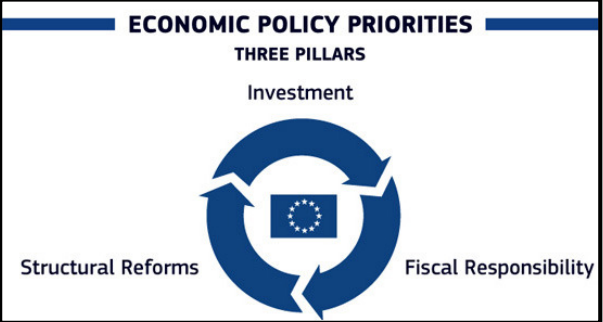 ECONOMIC POLICY PRIORITIES
THREE PILLARS
Investment
Structural Reforms
Fiscal Responsibility